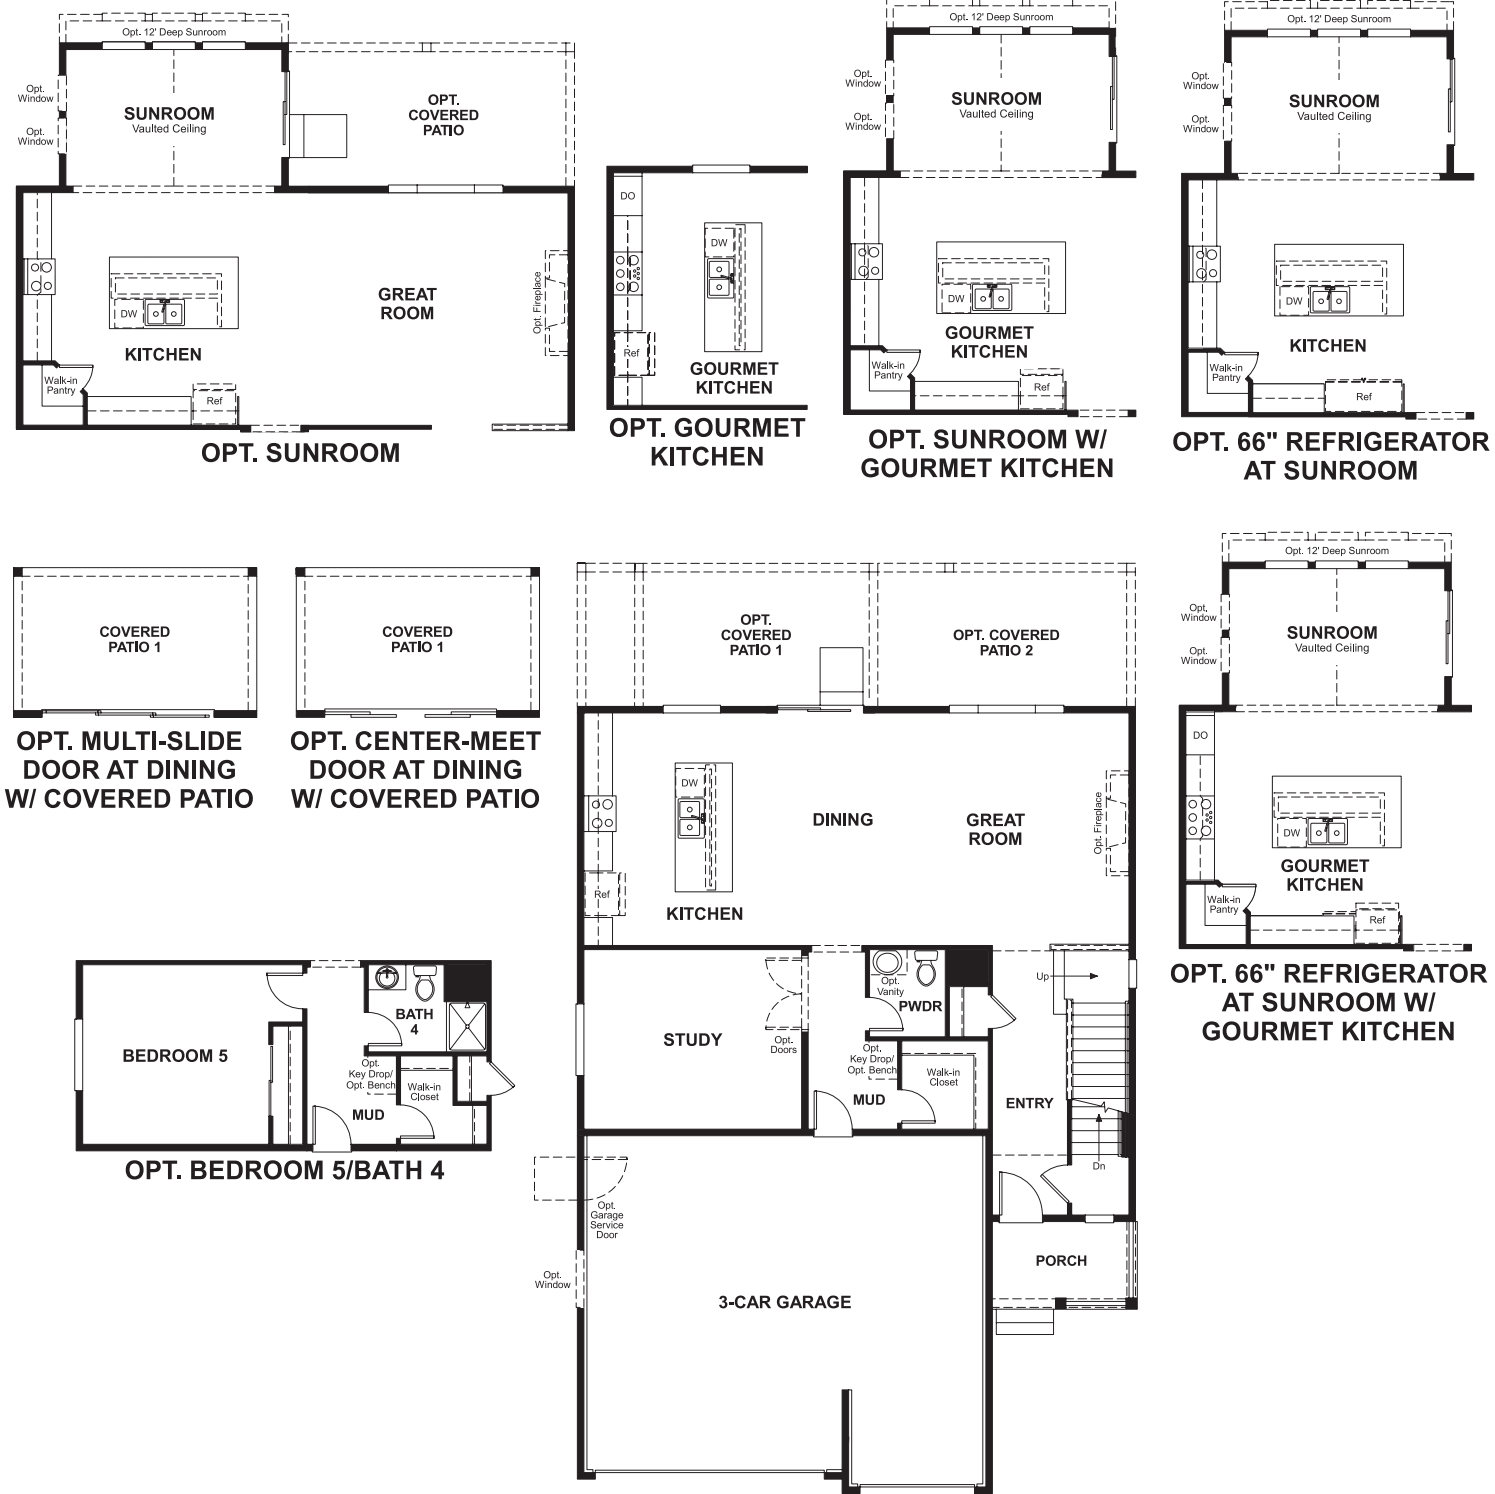 Opt. 12' Deep Sunroom
Opt.
Window
Opt.
Window
SUNROOM
Vaulted Ceiling
OPT.
COVERED
PATIO
DW
KITCHEN
GREAT
ROOM
Opt. Fireplace
Walk-in
Pantry
Ref
OPT. SUNROOM
DO
DW
Ref
GOURMET
KITCHEN
OPT. GOURMET
KITCHEN
Opt. 12' Deep Sunroom
Opt.
Window
Opt.
Window
SUNROOM
Vaulted Ceiling
DW
GOURMET
KITCHEN
Walk-in
Pantry
Ref
OPT. SUNROOM W/
GOURMET KITCHEN
Opt. 12' Deep Sunroom
Opt.
Window
Opt.
Window
SUNROOM
Vaulted Ceiling
DW
KITCHEN
Walk-in
Pantry
Ref
OPT. 66" REFRIGERATOR
AT SUNROOM
COVERED
PATIO 1
OPT. MULTI-SLIDE
DOOR AT DINING
W/ COVERED PATIO
COVERED
PATIO 1
OPT. CENTER-MEET
DOOR AT DINING
W/ COVERED PATIO
OPT.
COVERED
PATIO 1
OPT. COVERED
PATIO 2
DW
DINING
GREAT
ROOM
Opt. Fireplace
Ref
KITCHEN
STUDY
Opt.
Doors
Opt.
Vanity
PWDR
Opt.
Key Drop/
Opt. Bench
MUD
Walk-in
Closet
Up
ENTRY
Dn
PORCH
Opt.
Garage
Service
Door
Opt.
Window
3-CAR GARAGE
Opt. 12' Deep Sunroom
Opt.
Window
Opt.
Window
SUNROOM
Vaulted Ceiling
DO
DW
GOURMET
KITCHEN
Walk-in
Pantry
Ref
OPT. 66" REFRIGERATOR
AT SUNROOM W/
GOURMET KITCHEN
BEDROOM 5
BATH
4
Opt.
Key Drop/
Opt. Bench
Walk-in
Closet
MUD
OPT. BEDROOM 5/BATH 4